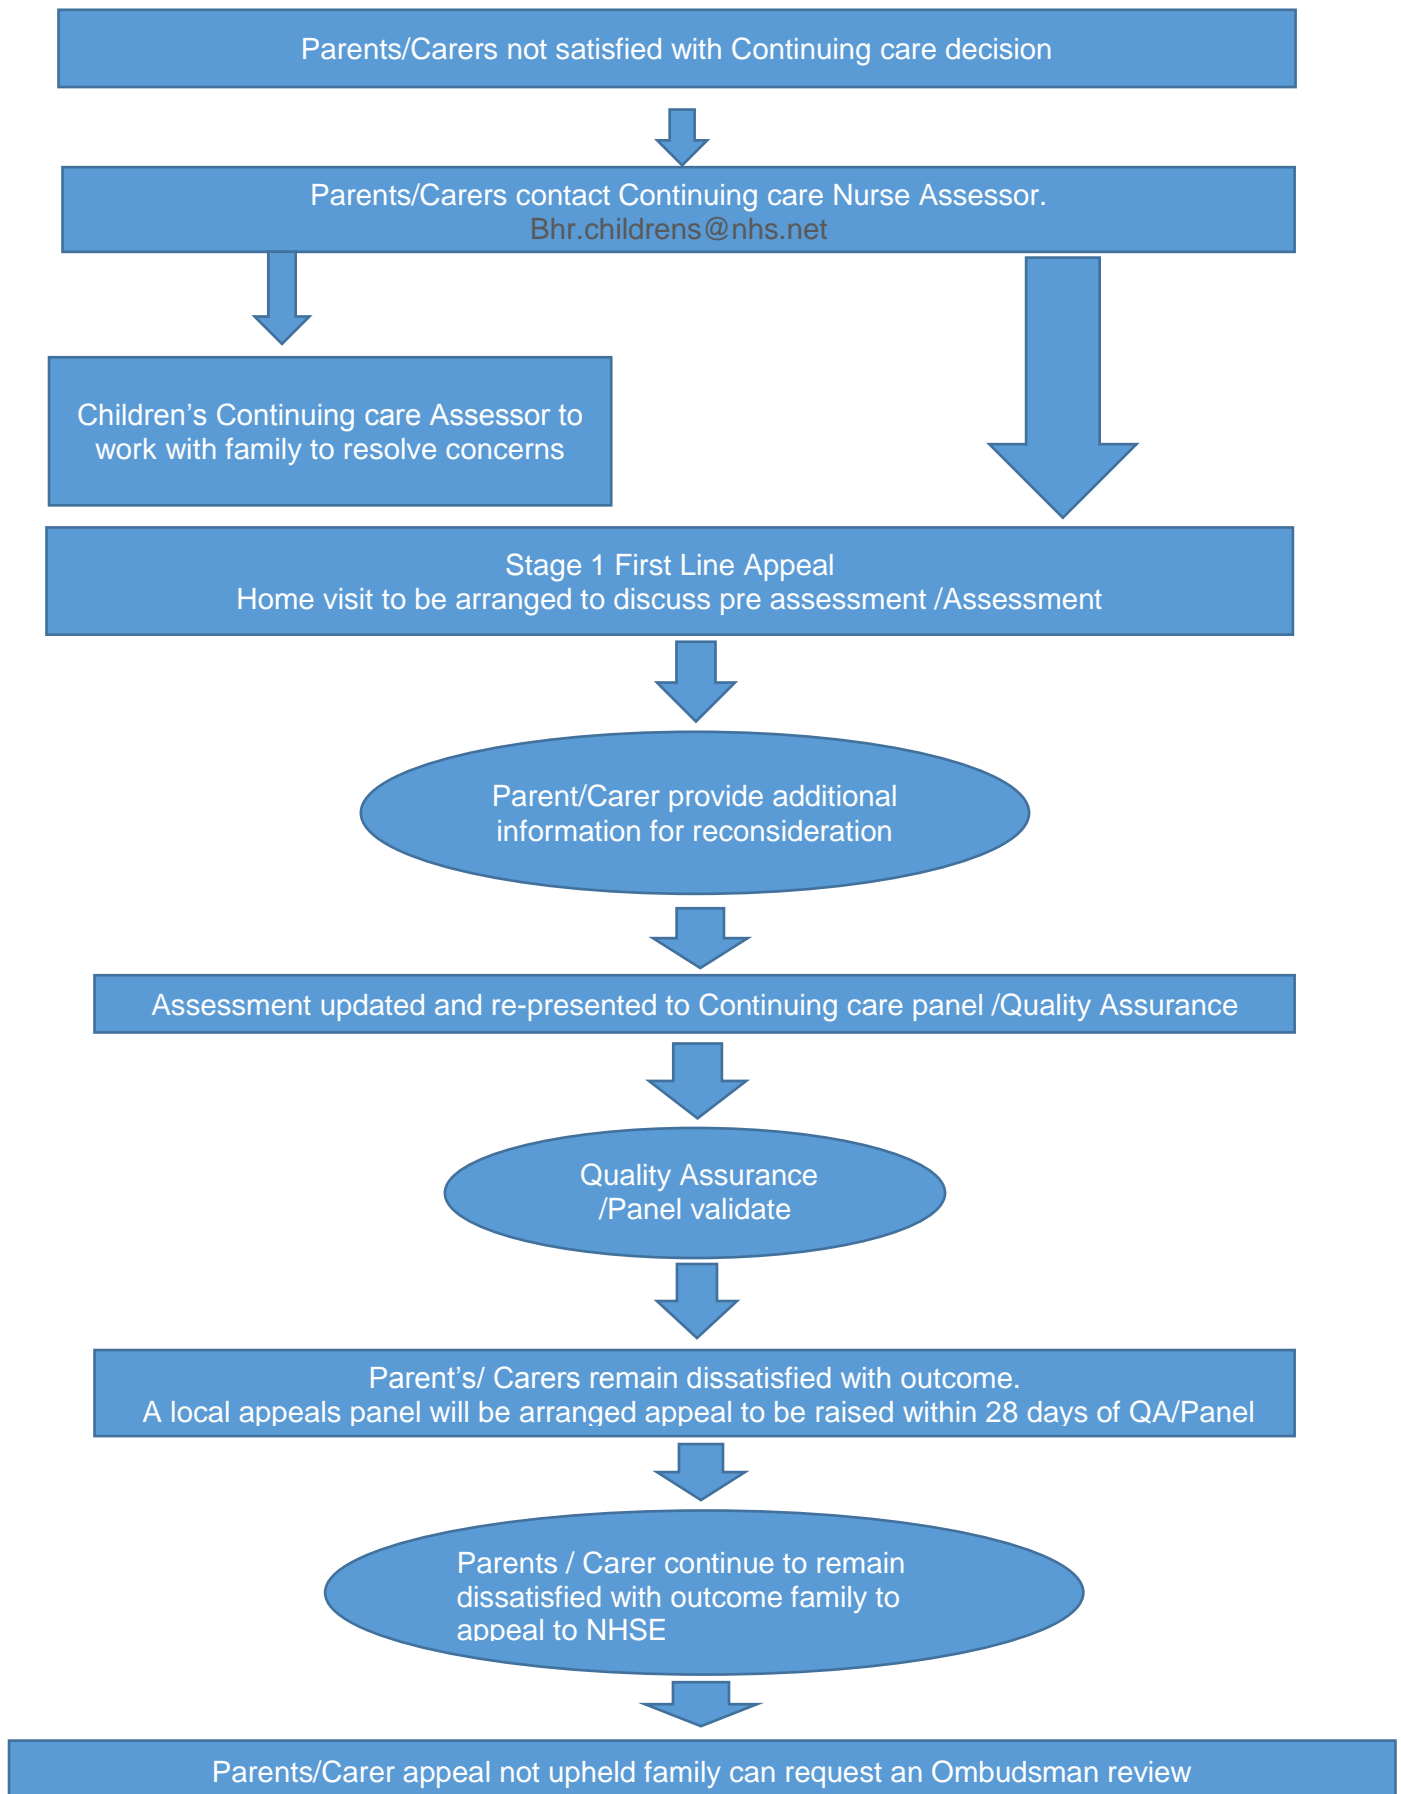 Parents/Carers not satisfied with Continuing care decision
Parents/Carers contact Continuing care Nurse Assessor.
Bhr.childrens@nhs.net
Children's Continuing care Assessor to
work with family to resolve concerns
Stage 1 First Line Appeal
Home visit to be arranged to discuss pre assessment /Assessment
Parent/Carer provide additional
information for reconsideration
Assessment updated and re-presented to Continuing care panel /Quality Assurance
Quality Assurance
/Panel validate
Parent's/ Carers remain dissatisfied with outcome.
A local appeals panel will be arranged appeal to be raised within 28 days of QA/Panel
Parents / Carer continue to remain
dissatisfied with outcome family to
appeal to NHSE
Parents/Carer appeal not upheld family can request an Ombudsman review